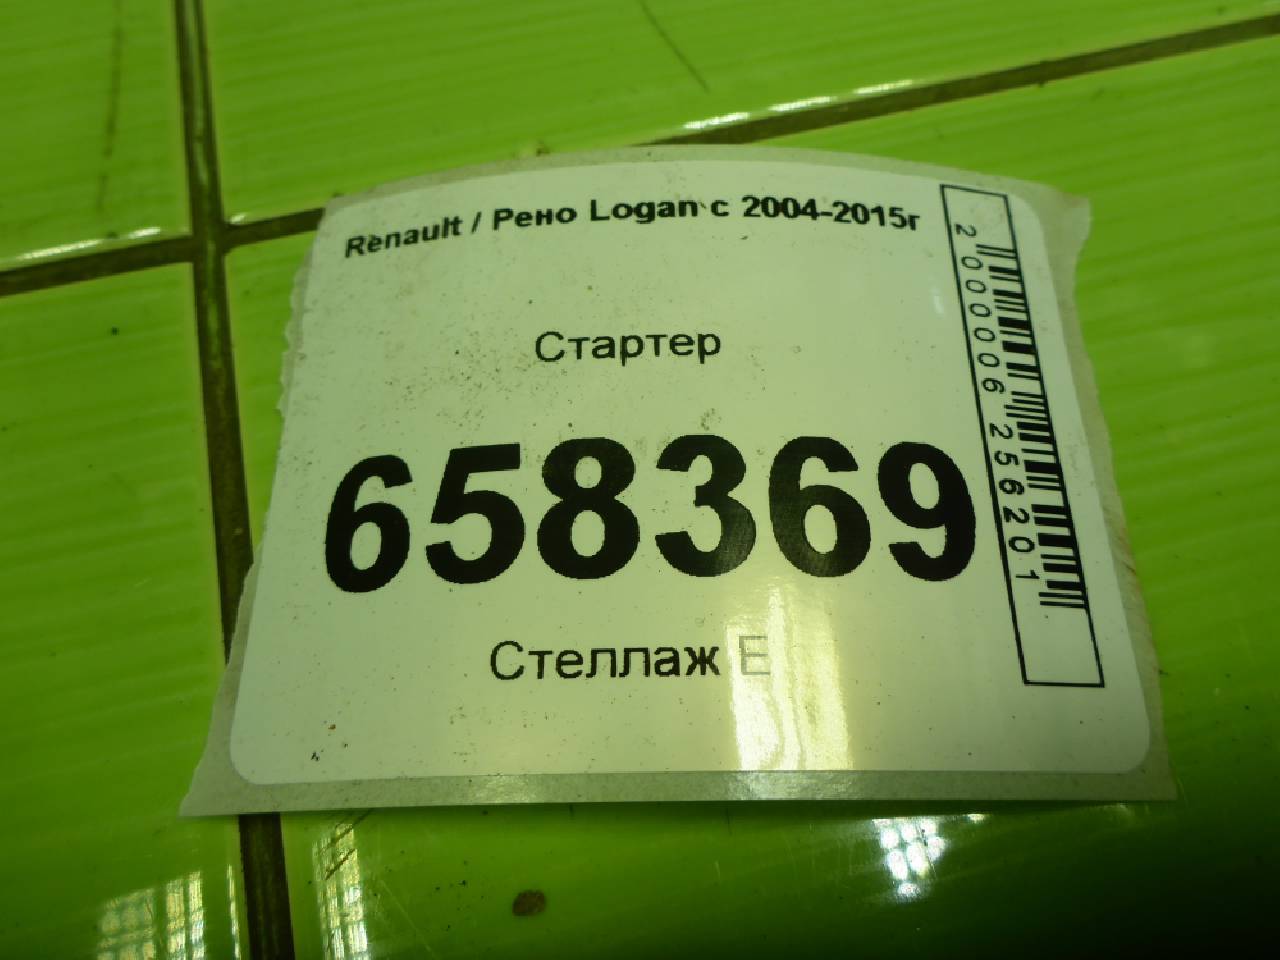 Renault / Рено Logan с 2004-2015г
Стартер
658369
Стеллаж E
2000006256201